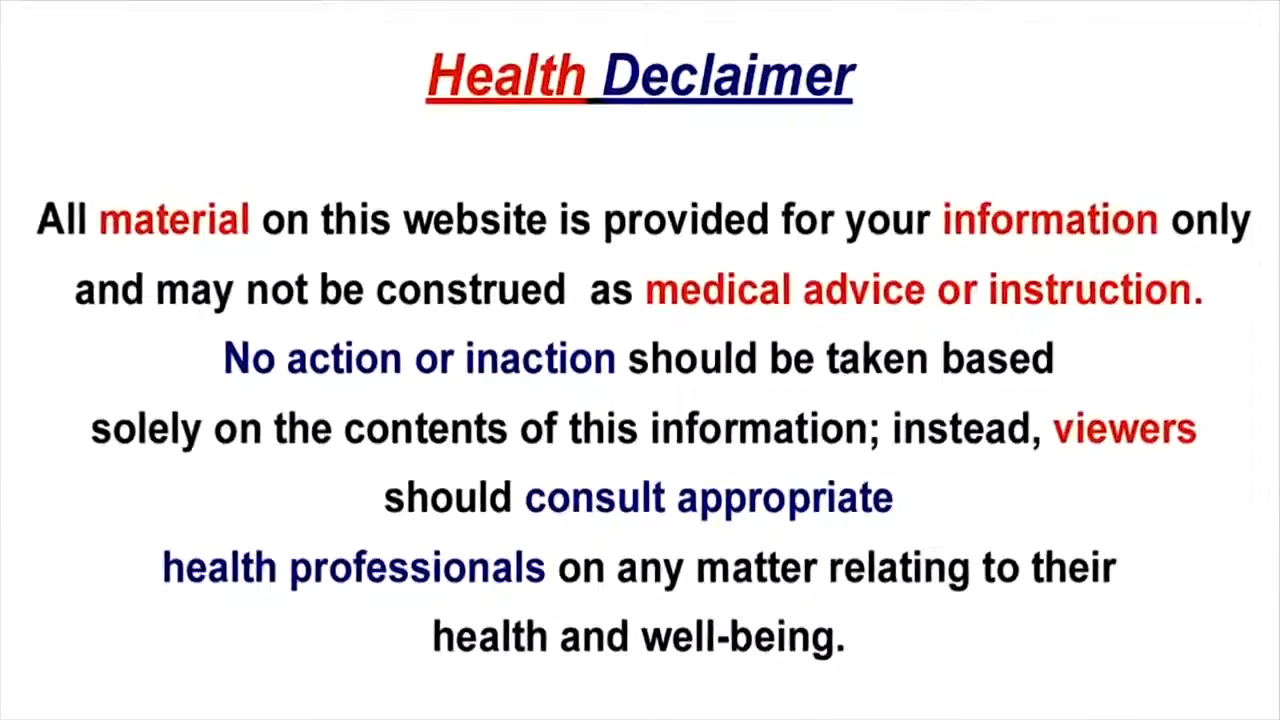 Health Declaimer
All material on this website is provided for your information only
and may not be construed as medical advice or instruction.
No action or inaction should be taken based
solely on the contents of this information; instead, viewers
should consult appropriate
health professionals on any matter relating to their
health and well-being.